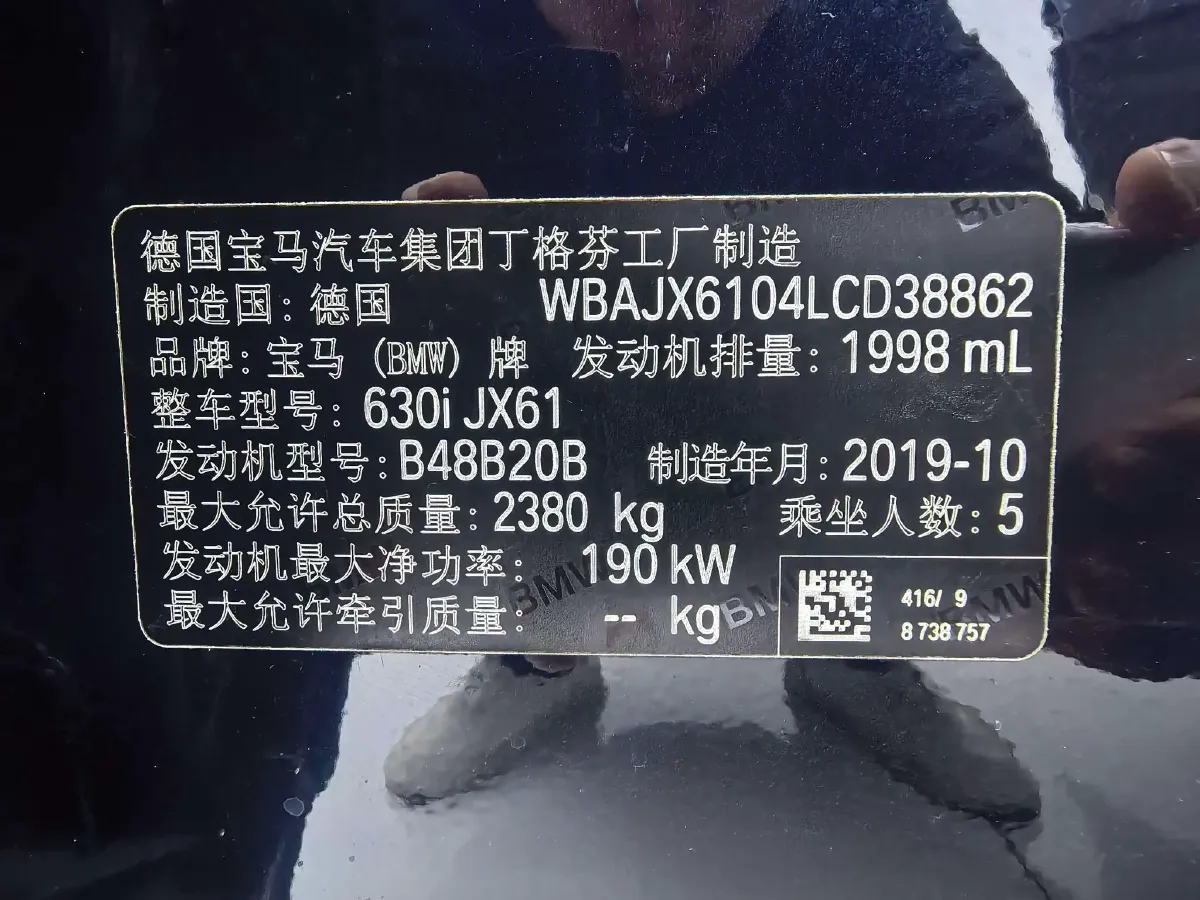 德国宝马汽车集团丁格芬工厂制造
制造国：德国 WBAJX6104LCD38862
品牌：宝马 (BMW) 牌 发动机排量：1998 mL
整车型号：630i JX61
发动机型号：B48B20B 制造年月：2019-10
最大允许总质量：2380 kg 乘坐人数：5
发动机最大净功率：190 kW
最大允许牵引质量：-- kg
416/ 9
8 738 757
BMW
BMW
BMW
BMW